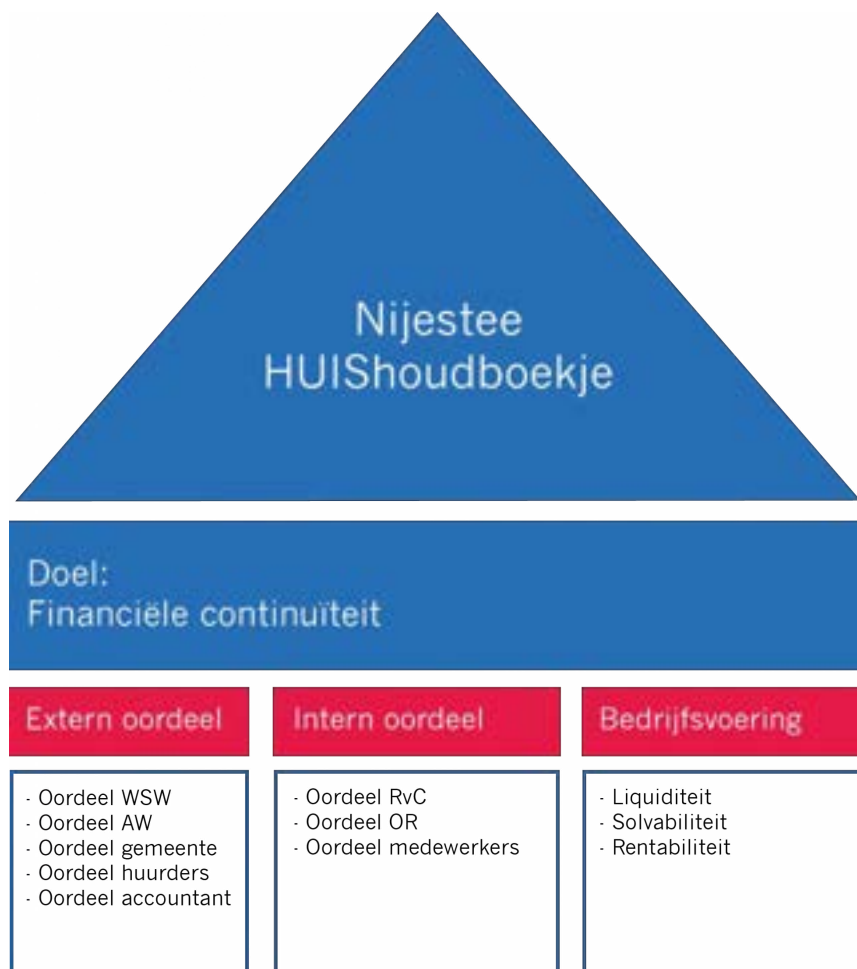 Nijestee
HUIShoudboekje
Doel:
Financiële continuïteit
Extern oordeel
- Oordeel WSW
- Oordeel AW
- Oordeel gemeente
- Oordeel huurders
- Oordeel accountant
Intern oordeel
- Oordeel RvC
- Oordeel OR
- Oordeel medewerkers
Bedrijfsvoering
- Liquiditeit
- Solvabiliteit
- Rentabiliteit